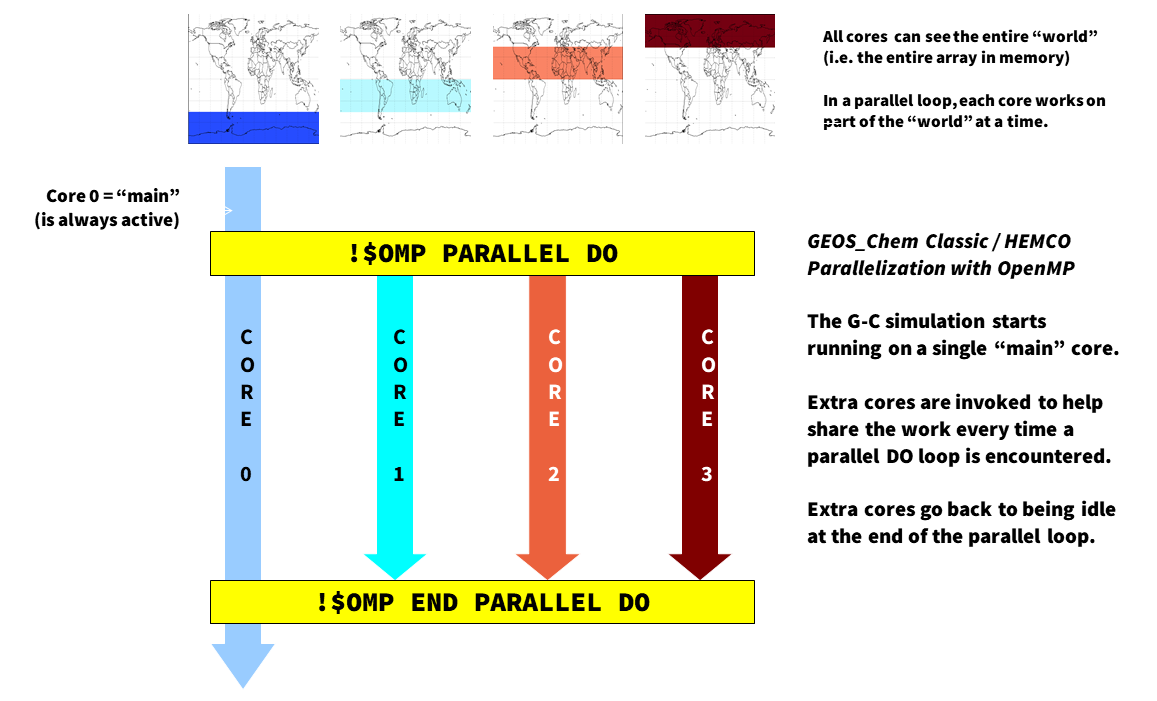 All cores can see the entire “world”
(i.e. the entire array in memory)
In a parallel loop, each core works on
part of the “world” at a time.
Core 0 = “main”
(is always active)
!$OMP PARALLEL DO
GEOS_Chem Classic / HEMCO
Parallelization with OpenMP
The G-C simulation starts
running on a single “main” core.
Extra cores are invoked to help
share the work every time a
parallel DO loop is encountered.
Extra cores go back to being idle
at the end of the parallel loop.
CORE 0
CORE 1
CORE 2
CORE 3
!$OMP END PARALLEL DO